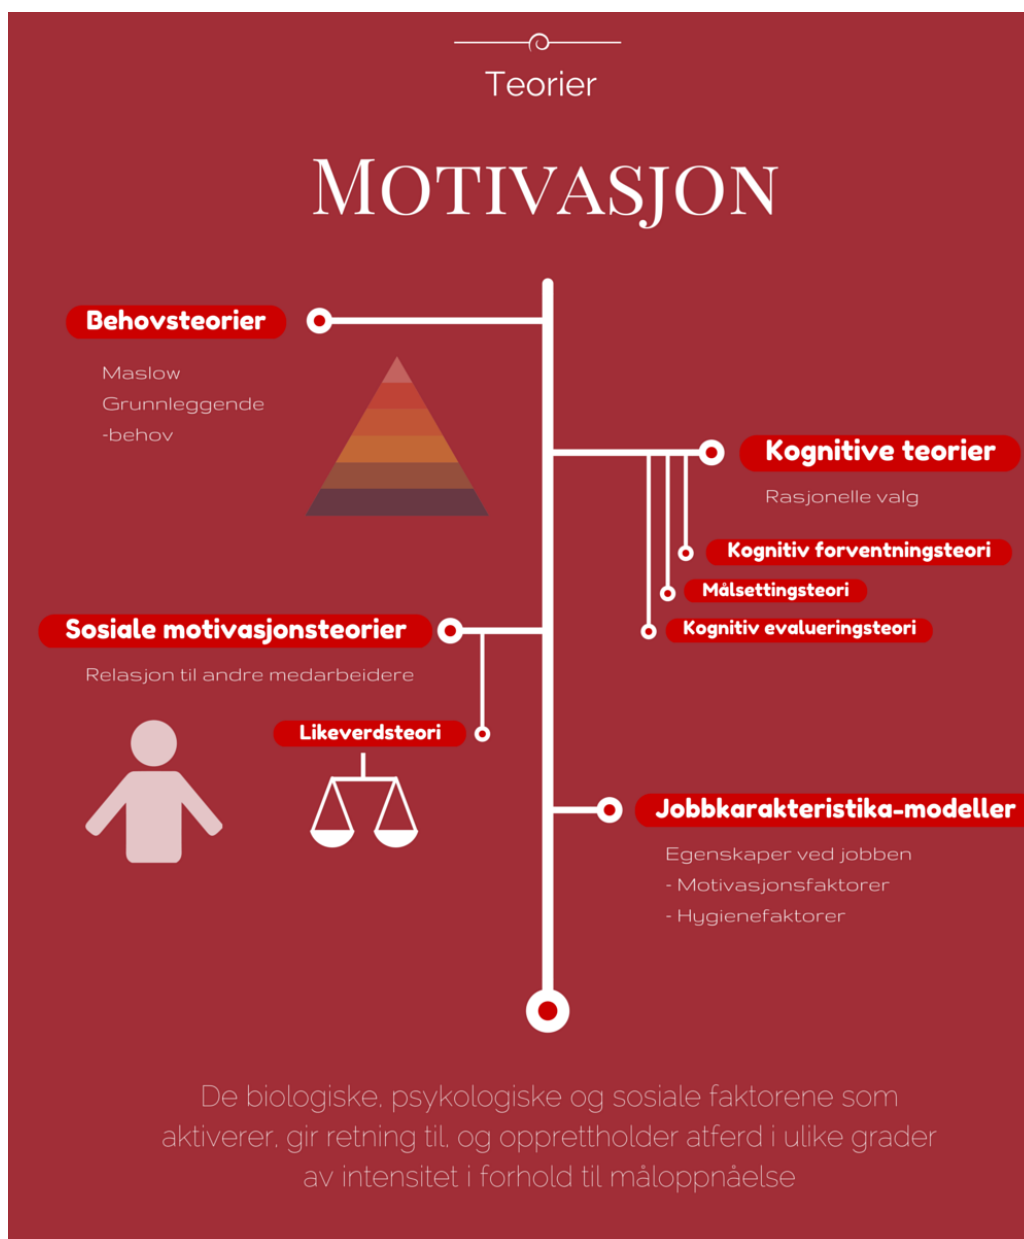 Teorier
MOTIVASJON
Behovsteorier
Maslow
Grunnleggende
-behov
Kognitive teorier
Rasjonelle valg
Kognitiv forventningsteori
Målsettingsteori
Kognitiv evalueringsteori
Sosiale motivasjonsteorier
Relasjon til andre medarbeidere
Likeverdsteori
Jobbkarakteristika-modeller
Egenskaper ved jobben
- Motivasjonsfaktorer
- Hygienefaktorer
De biologiske, psykologiske og sosiale faktorene som
aktiverer, gir retning til, og opprettholder atferd i ulike grader
av intensitet i forhold til måloppnåelse